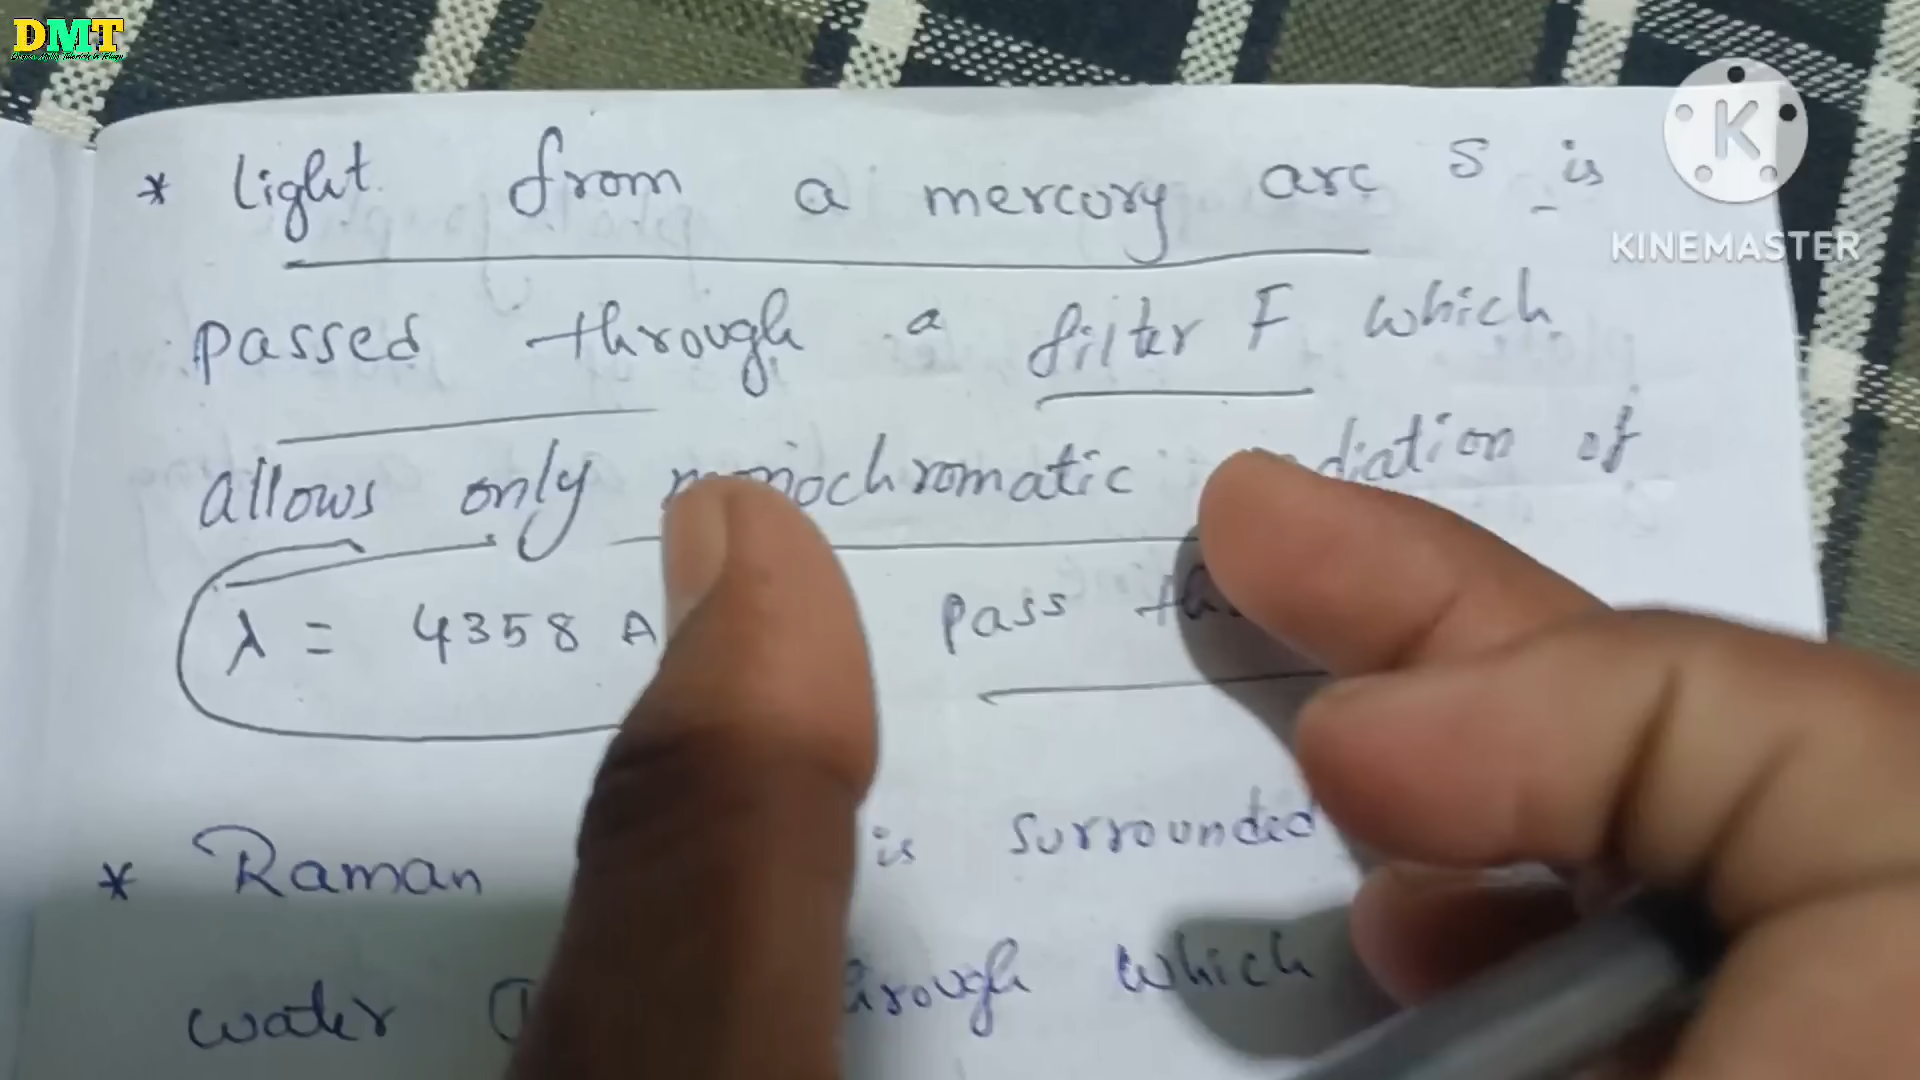 DMT
KINEMASTER
* Light from a mercury arc S is
passed through a filter F which
allows only monochromatic of
λ = 4358 A pass
* Raman is surrounded
water which